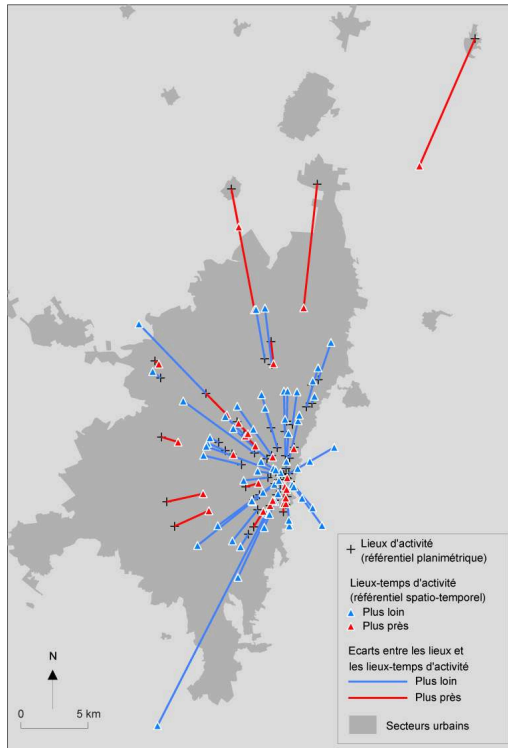 Lieux d'activité
(référentiel planimétrique)
Lieux-temps d'activité
(référentiel spatio-temporel)
Plus loin
Plus près
Ecarts entre les lieux et
les lieux-temps d'activité
Plus loin
Plus près
Secteurs urbains
N
0 5 km